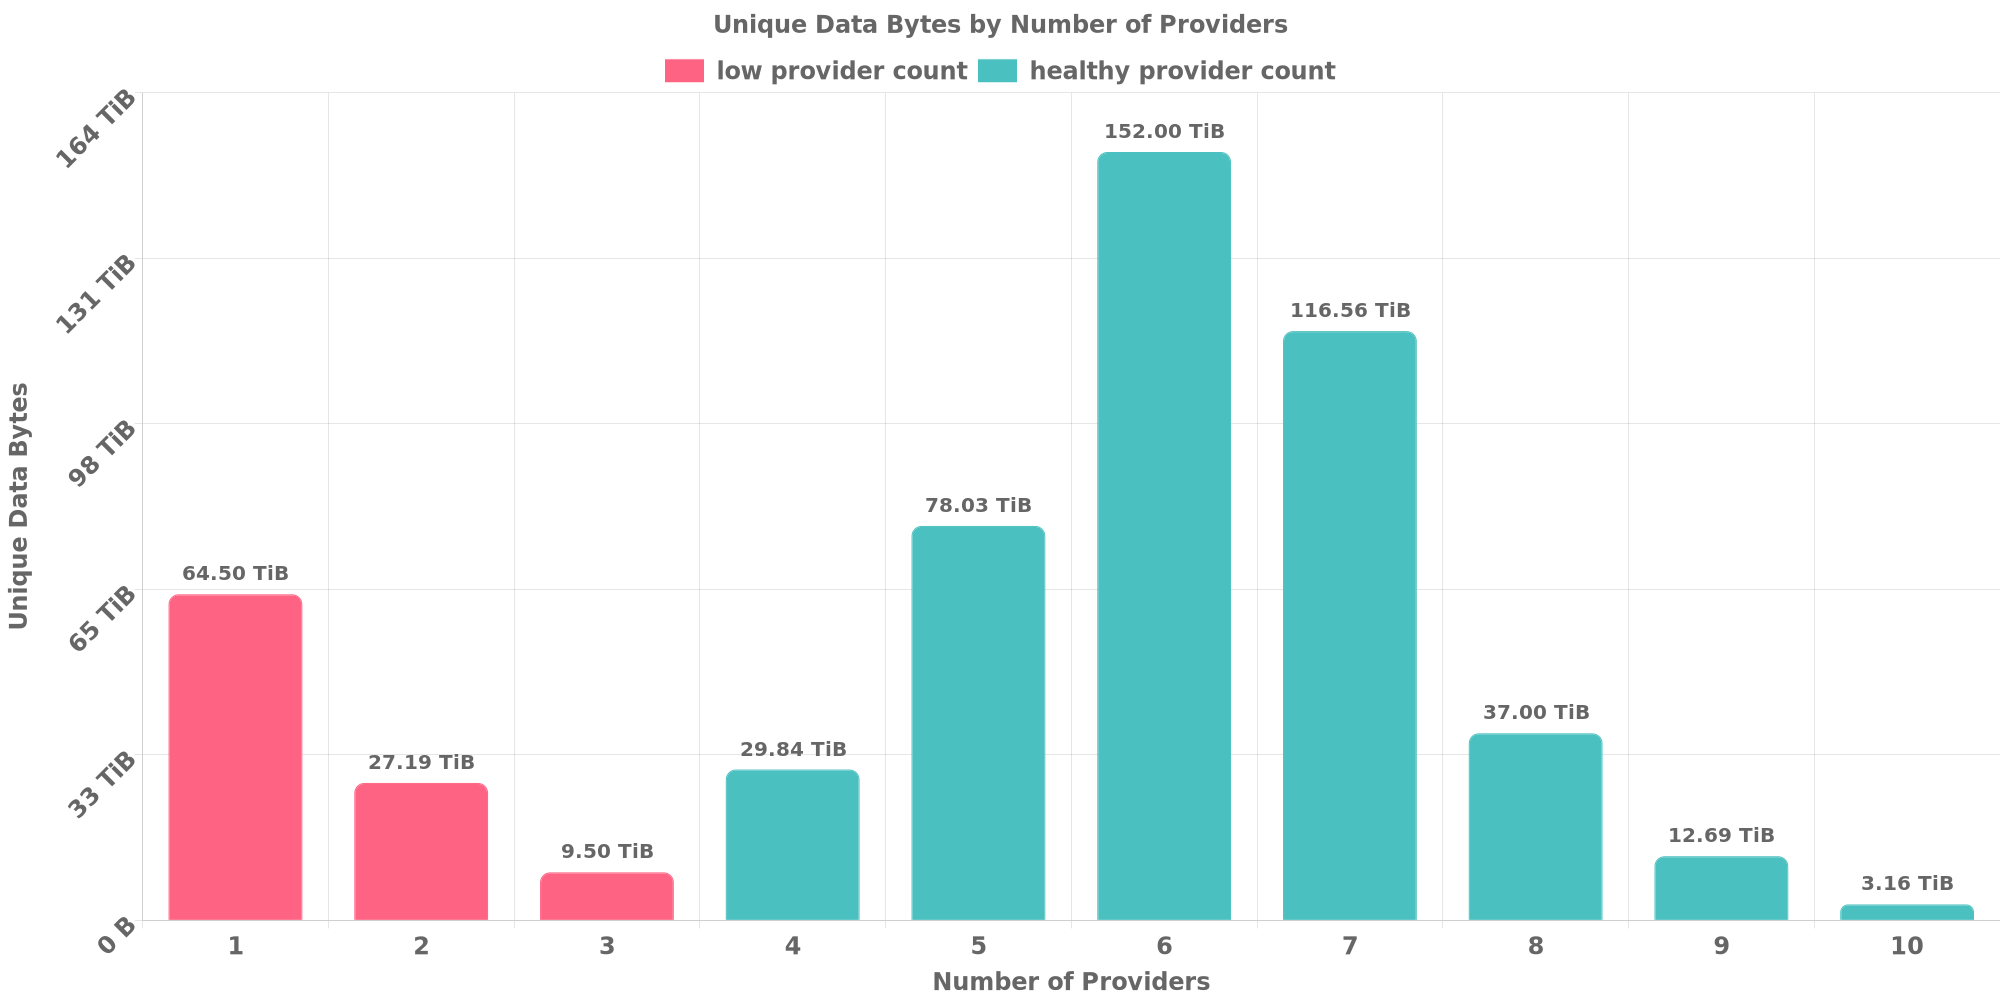 Unique Data Bytes by Number of Providers
low provider count healthy provider count
164 TiB
131 TiB
98 TiB
65 TiB
33 TiB
0 B
Unique Data Bytes
64.50 TiB
27.19 TiB
9.50 TiB
29.84 TiB
78.03 TiB
152.00 TiB
116.56 TiB
37.00 TiB
12.69 TiB
3.16 TiB
1 2 3 4 5 6 7 8 9 10
Number of Providers